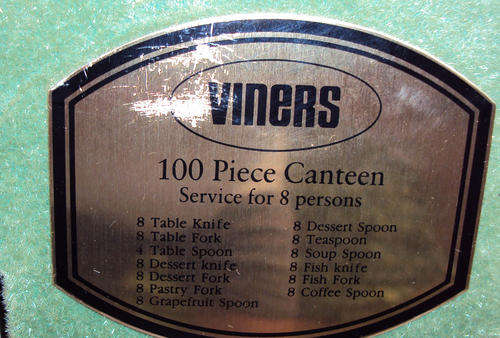 VINERS
100 Piece Canteen
Service for 8 persons
8 Table Knife
8 Table Fork
4 Table Spoon
8 Dessert knife
8 Dessert Fork
8 Pastry Fork
8 Grapefruit Spoon
8 Dessert Spoon
8 Teaspoon
8 Soup Spoon
8 Fish knife
8 Fish Fork
8 Coffee Spoon